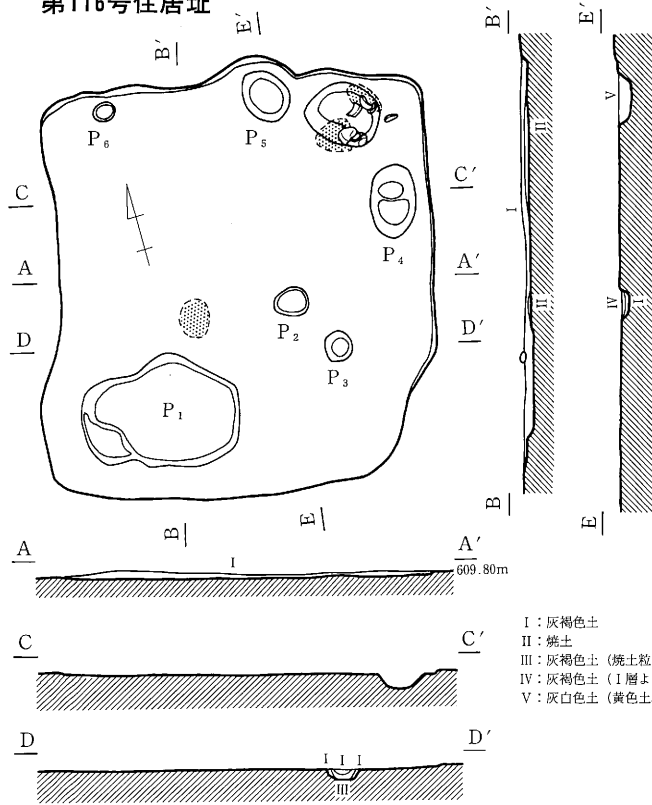 第116号住居址
B′ E′
B′ E′
P₆ P₅
V
II
C C′
I
P₄
A A′
P₂
IV I
II
D D′
P₃
P₁
B E
B E
A I A′
609.80m
C C′
I：灰褐色土
II：焼土
III：灰褐色土（焼土粒
IV：灰褐色土（I層よ
V：灰白色土（黄色土
D I I I D′
III